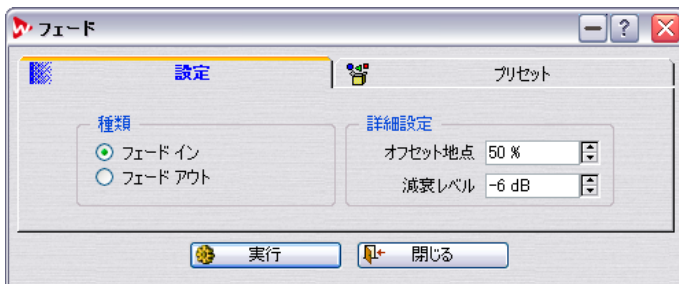 フェード
設定
プリセット
種類
フェード イン
フェード アウト
詳細設定
オフセット地点 50 %
減衰レベル -6 dB
実行
閉じる